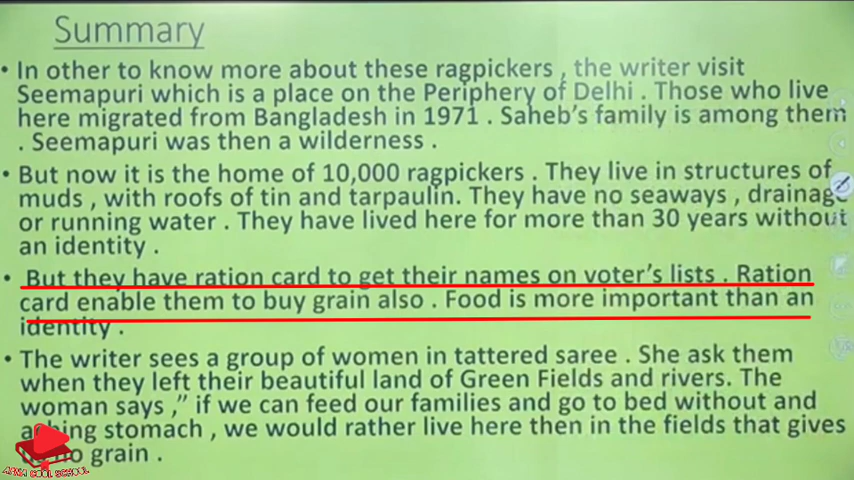 Summary
• In other to know more about these ragpickers , the writer visit
Seemapuri which is a place on the Periphery of Delhi . Those who live
here migrated from Bangladesh in 1971 . Saheb’s family is among them
. Seemapuri was then a wilderness .
• But now it is the home of 10,000 ragpickers . They live in structures of
muds , with roofs of tin and tarpaulin. They have no seaways , drainage
or running water . They have lived here for more than 30 years without
an identity .
• But they have ration card to get their names on voter’s lists . Ration
card enable them to buy grain also . Food is more important than an
identity .
• The writer sees a group of women in tattered saree . She ask them
when they left their beautiful land of Green Fields and rivers. The
woman says ,” if we can feed our families and go to bed without and
stomach , we would rather live here then in the fields that gives
grain .
COOL SCHOOL